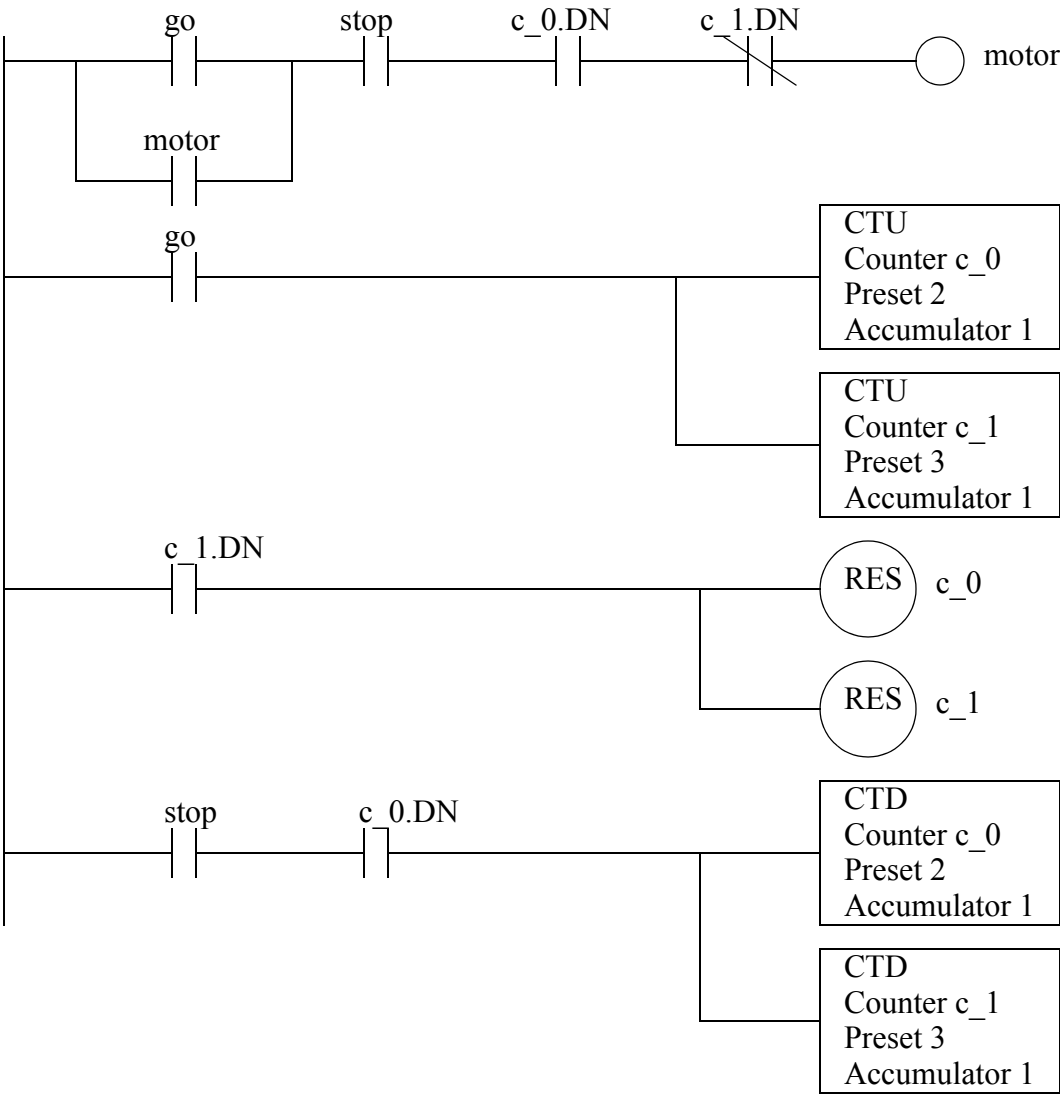 go
stop
c_0.DN
c_1.DN
motor
motor
go
CTU
Counter c_0
Preset 2
Accumulator 1
CTU
Counter c_1
Preset 3
Accumulator 1
c_1.DN
RES
c_0
RES
c_1
stop
c_0.DN
CTD
Counter c_0
Preset 2
Accumulator 1
CTD
Counter c_1
Preset 3
Accumulator 1